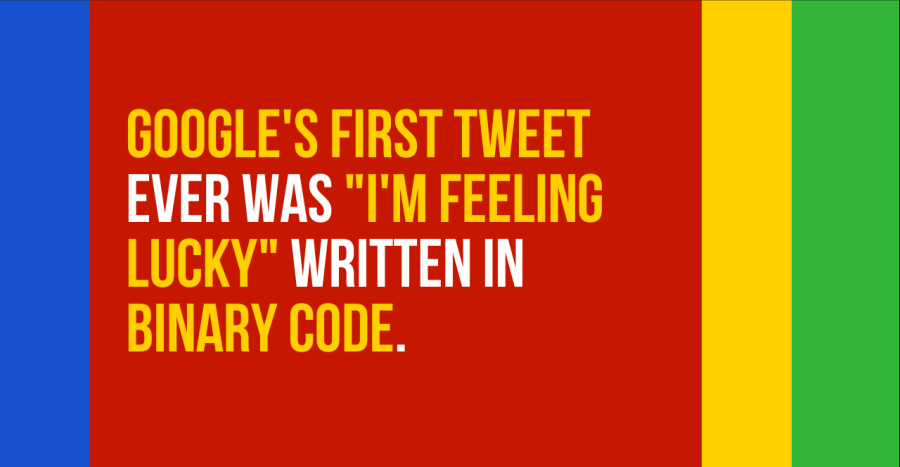 GOOGLE'S FIRST TWEET
EVER WAS "I'M FEELING
LUCKY" WRITTEN IN
BINARY CODE.